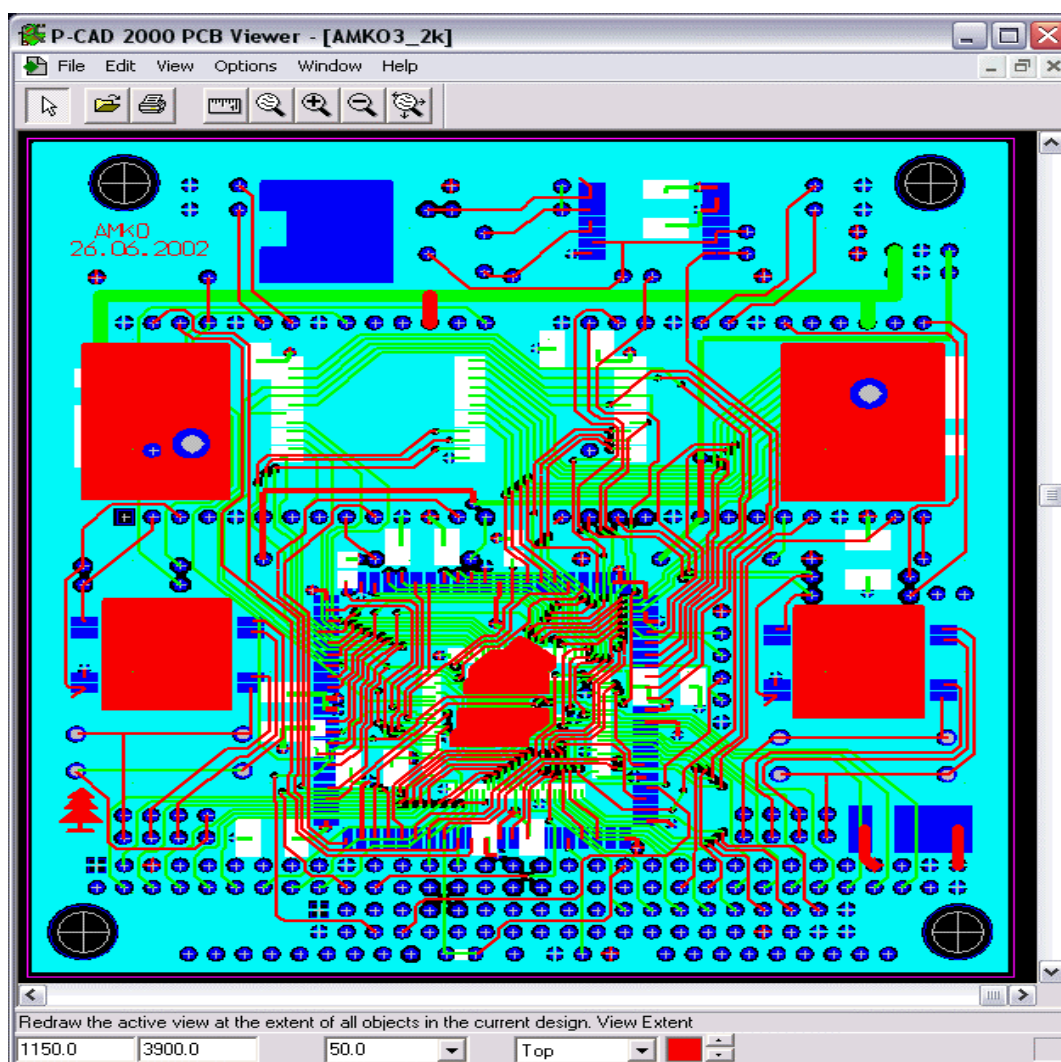 P-CAD 2000 PCB Viewer - [AMKO3_2k]
File Edit View Options Window Help
AMKO
26.06.2002
Redraw the active view at the extent of all objects in the current design. View Extent
1150.0 3900.0 50.0 Top